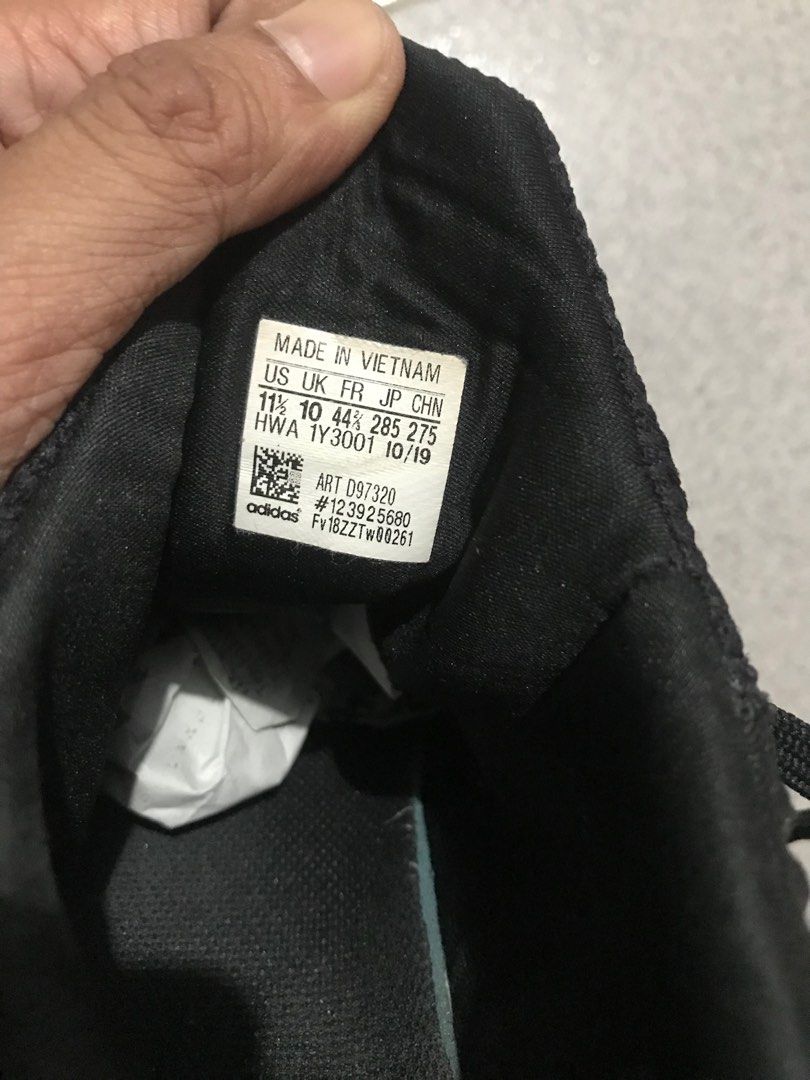 MADE IN VIETNAM
US UK FR JP CHN
11½ 10 44⅔ 285 275
HWA 1Y3001 10/19
ART D97320
#123925680
adidas
Fv18ZZTw00261